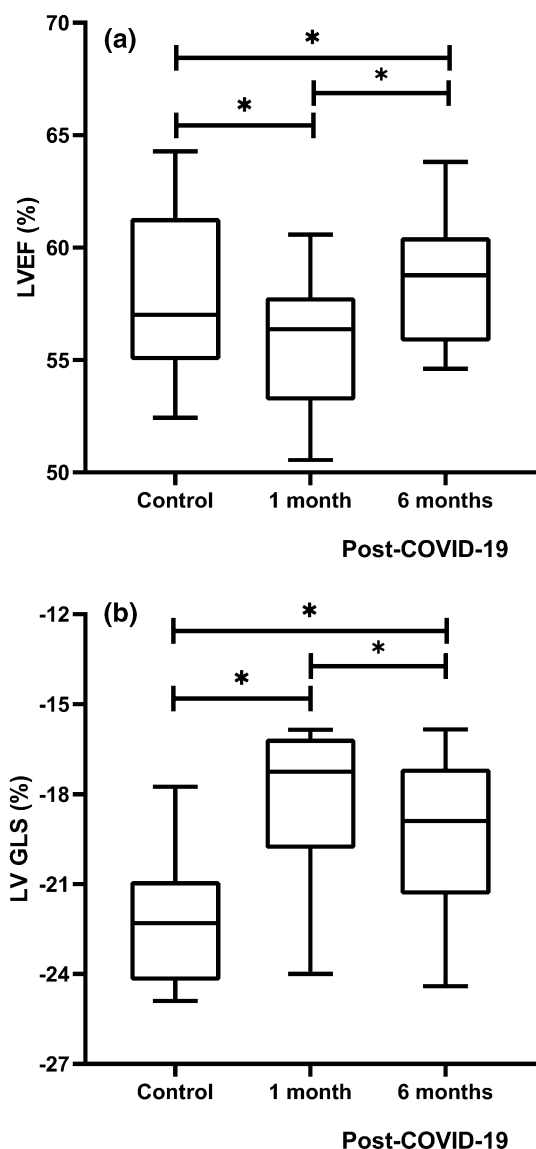 (a)
70
65
60
55
50
LVEF (%)
*
*
*
Control 1 month 6 months
Post-COVID-19
(b)
-12
-15
-18
-21
-24
-27
LV GLS (%)
*
*
*
Control 1 month 6 months
Post-COVID-19